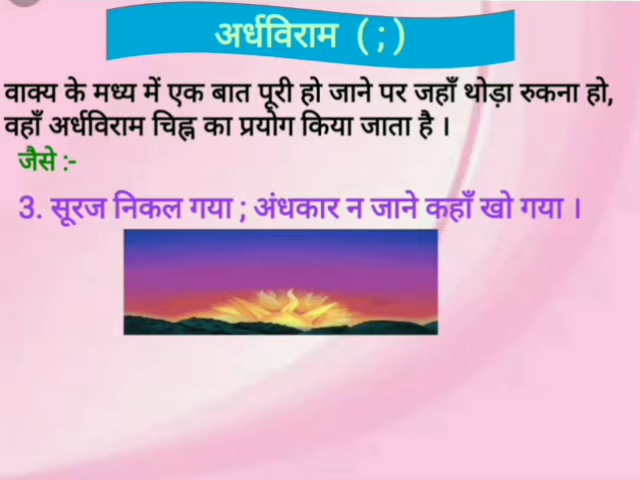 अर्धविराम ( ; )
वाक्य के मध्य में एक बात पूरी हो जाने पर जहाँ थोड़ा रुकना हो,
वहाँ अर्धविराम चिह्न का प्रयोग किया जाता है ।
जैसे :-
3. सूरज निकल गया ; अंधकार न जाने कहाँ खो गया ।